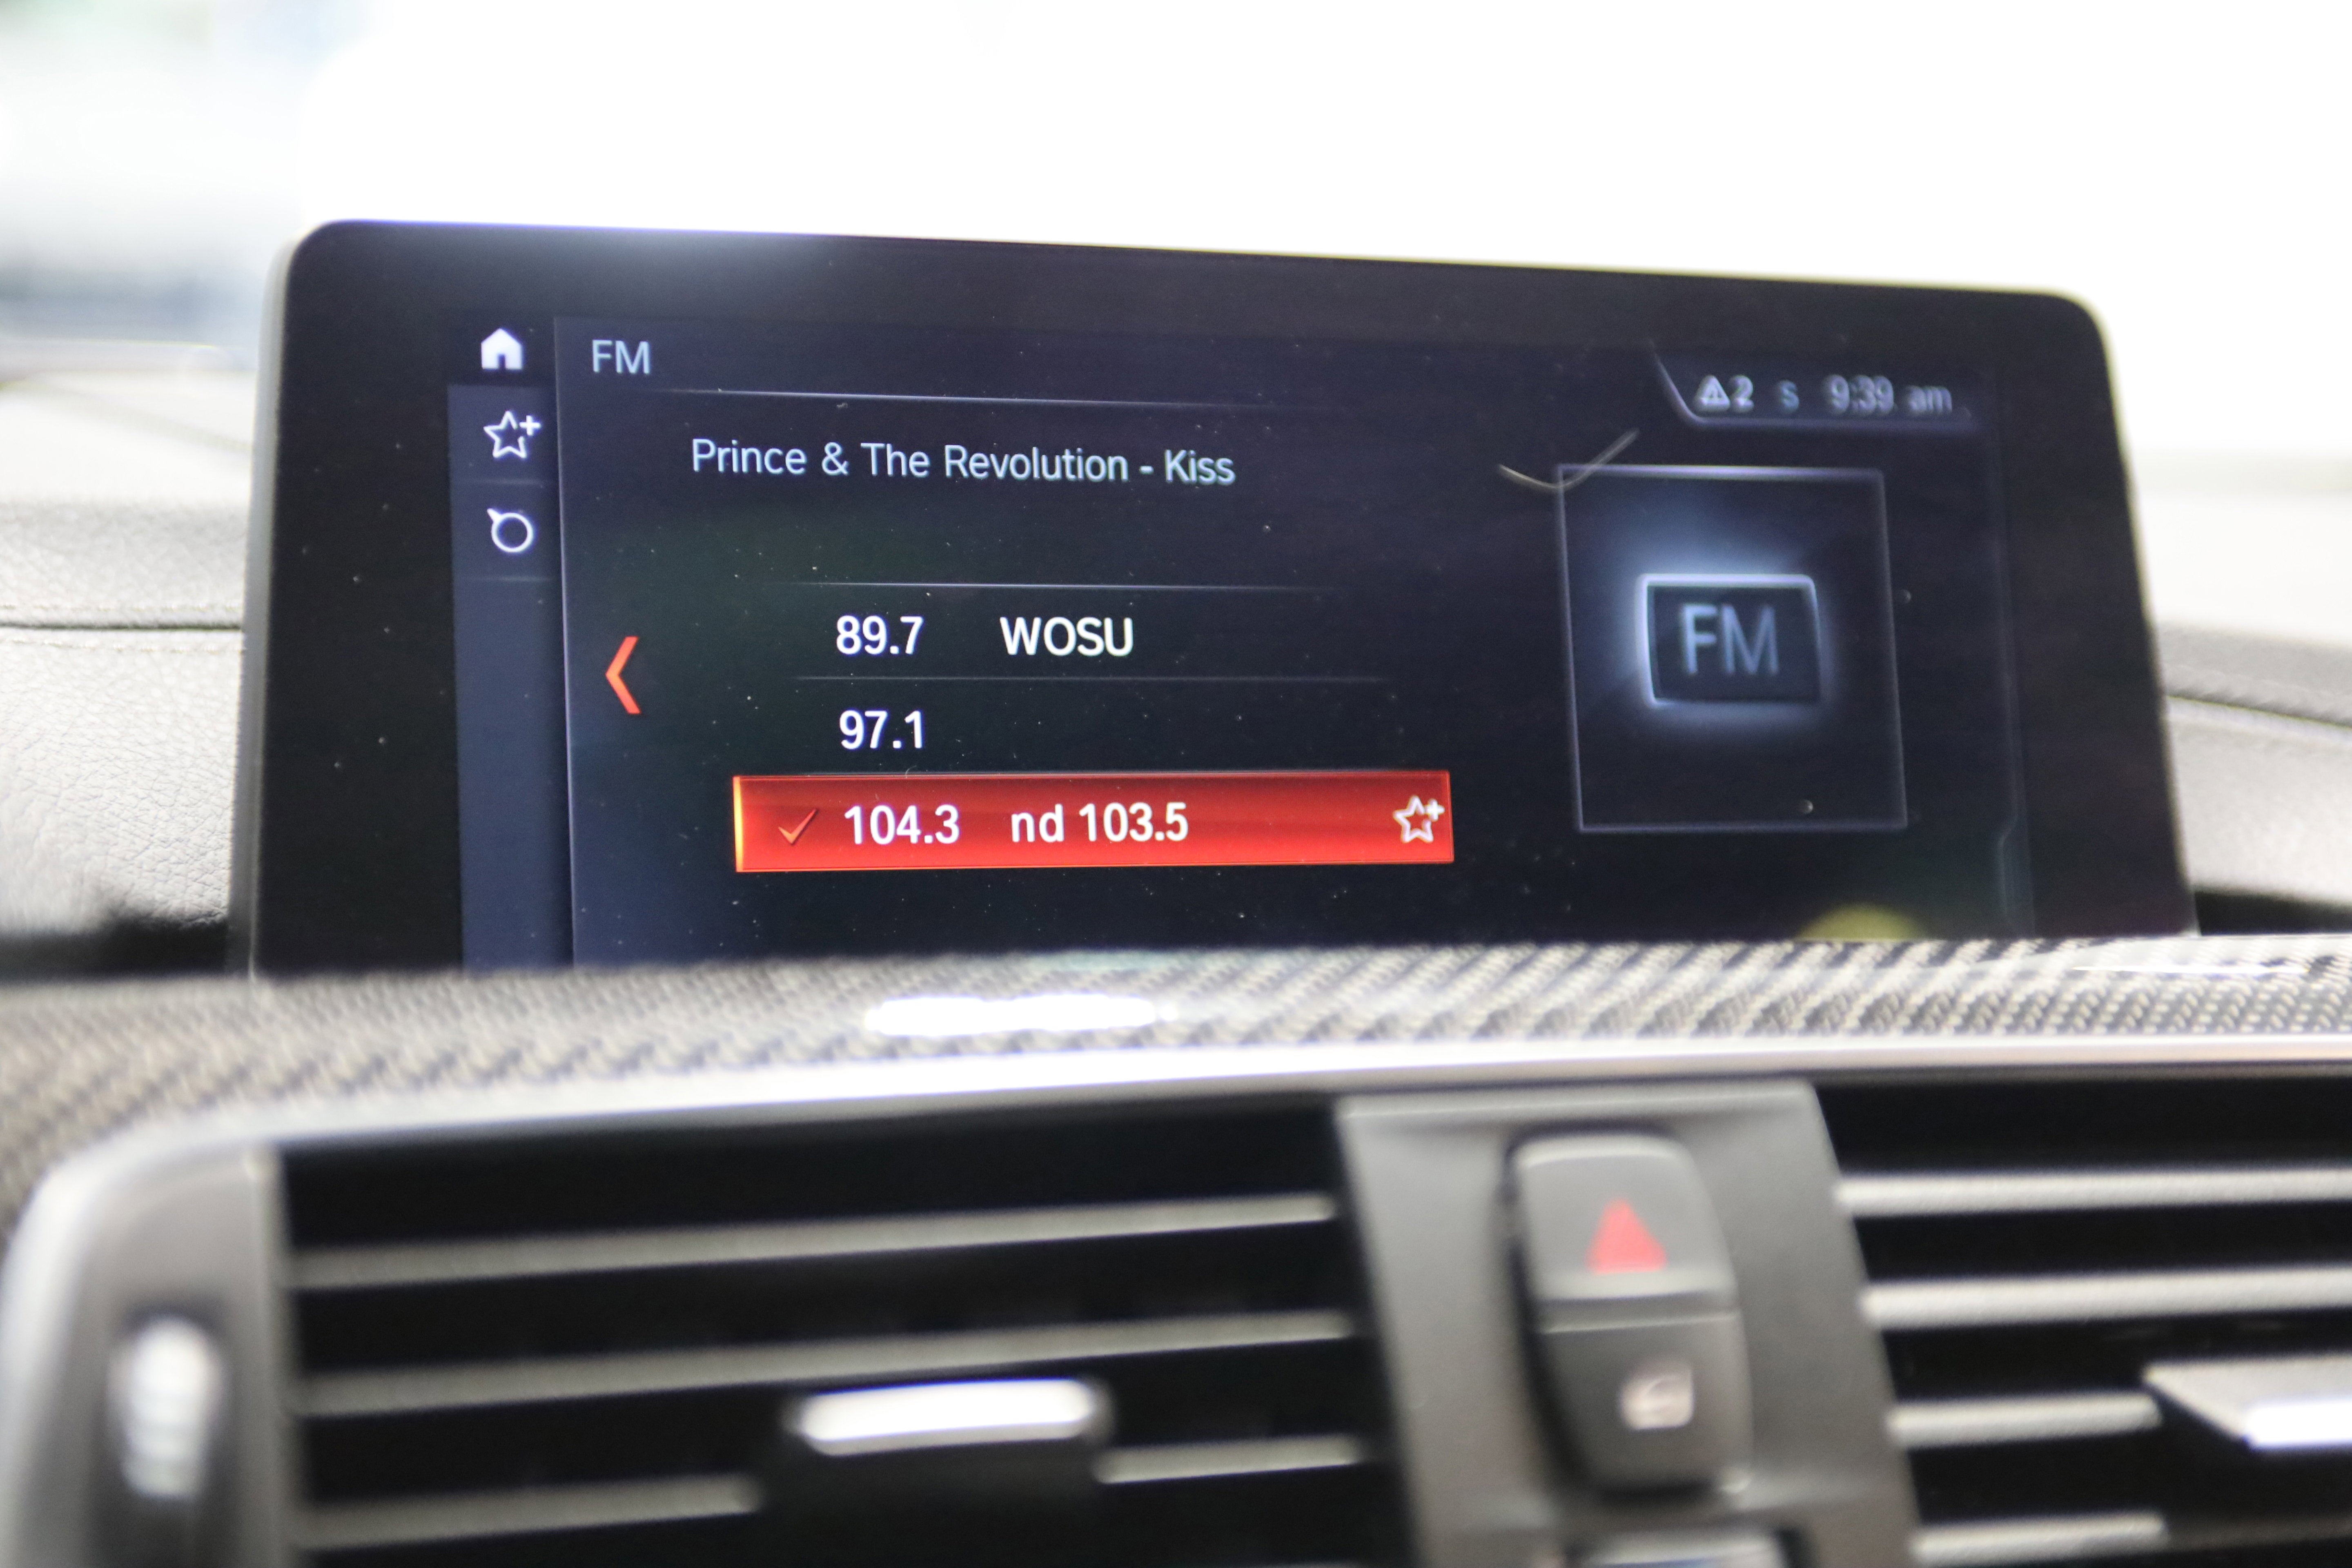 FM
2 s 9:39 am
Prince & The Revolution - Kiss
89.7 WOSU
97.1
104.3 nd 103.5
FM